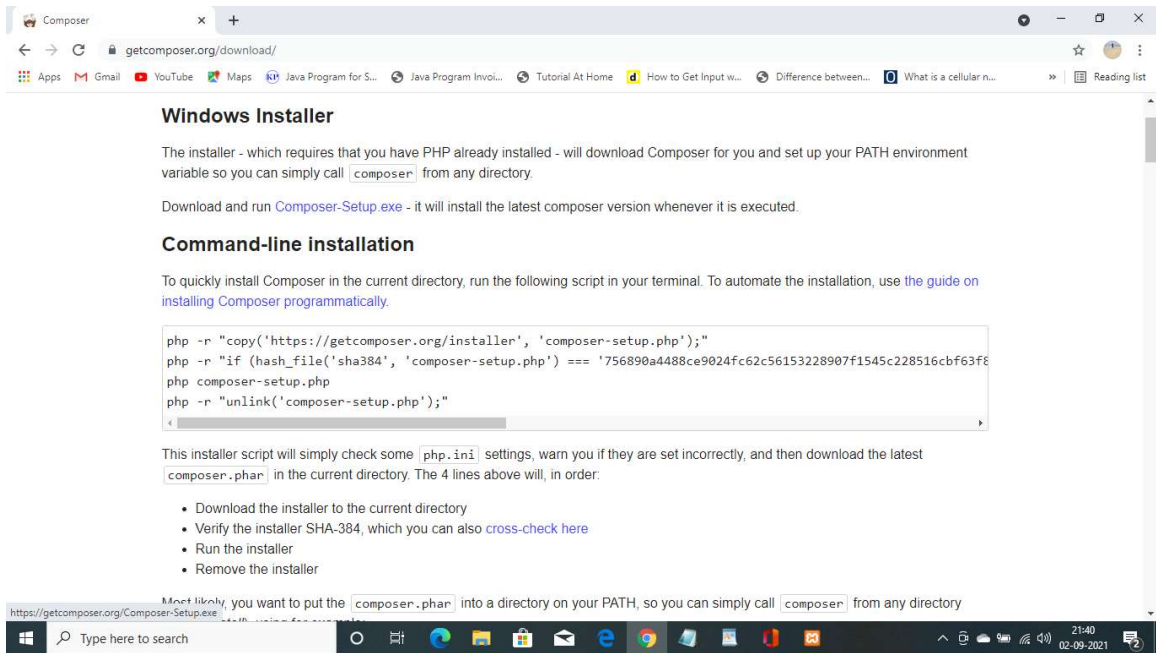 Composer
getcomposer.org/download/
Apps Gmail YouTube Maps Java Program for S... Java Program Invoi... Tutorial At Home How to Get Input w... Difference between... What is a cellular n... » Reading list
Windows Installer
The installer - which requires that you have PHP already installed - will download Composer for you and set up your PATH environment
variable so you can simply call composer from any directory.
Download and run Composer-Setup.exe - it will install the latest composer version whenever it is executed.
Command-line installation
To quickly install Composer in the current directory, run the following script in your terminal. To automate the installation, use the guide on
installing Composer programmatically.
php -r "copy('https://getcomposer.org/installer', 'composer-setup.php');"
php -r "if (hash_file('sha384', 'composer-setup.php') === '756890a4488ce9024fc62c56153228907f1545c228516cbf63f8
php composer-setup.php
php -r "unlink('composer-setup.php');"
This installer script will simply check some php.ini settings, warn you if they are set incorrectly, and then download the latest
composer.phar in the current directory. The 4 lines above will, in order:
• Download the installer to the current directory
• Verify the installer SHA-384, which you can also cross-check here
• Run the installer
• Remove the installer
Most likely, you want to put the composer.phar into a directory on your PATH, so you can simply call composer from any directory
https://getcomposer.org/Composer-Setup.exe
Type here to search
21:40
02-09-2021
2